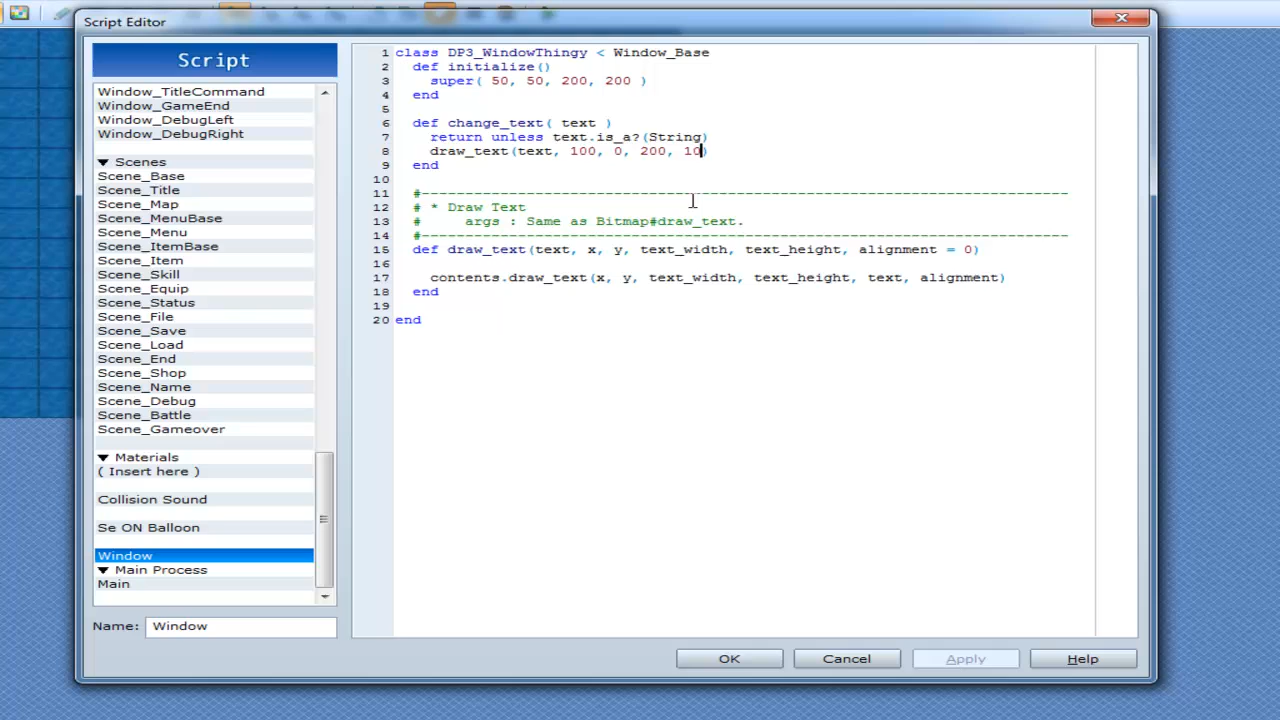 Script Editor
Script
Window_TitleCommand
Window_GameEnd
Window_DebugLeft
Window_DebugRight
▼ Scenes
Scene_Base
Scene_Title
Scene_Map
Scene_MenuBase
Scene_Menu
Scene_ItemBase
Scene_Item
Scene_Skill
Scene_Equip
Scene_Status
Scene_File
Scene_Save
Scene_Load
Scene_End
Scene_Shop
Scene_Name
Scene_Debug
Scene_Battle
Scene_Gameover
▼ Materials
( Insert here )
Collision Sound
Se ON Balloon
Window
▼ Main Process
Main
Name: Window
1 class DP3_WindowThingy < Window_Base
2   def initialize()
3     super( 50, 50, 200, 200 )
4   end
5
6   def change_text( text )
7     return unless text.is_a?(String)
8     draw_text(text, 100, 0, 200, 10)
9   end
10
11   #--------------------------------------------------------------------------
12   # * Draw Text
13   #     args : Same as Bitmap#draw_text.
14   #--------------------------------------------------------------------------
15   def draw_text(text, x, y, text_width, text_height, alignment = 0)
16
17     contents.draw_text(x, y, text_width, text_height, text, alignment)
18   end
19
20 end
OK
Cancel
Apply
Help